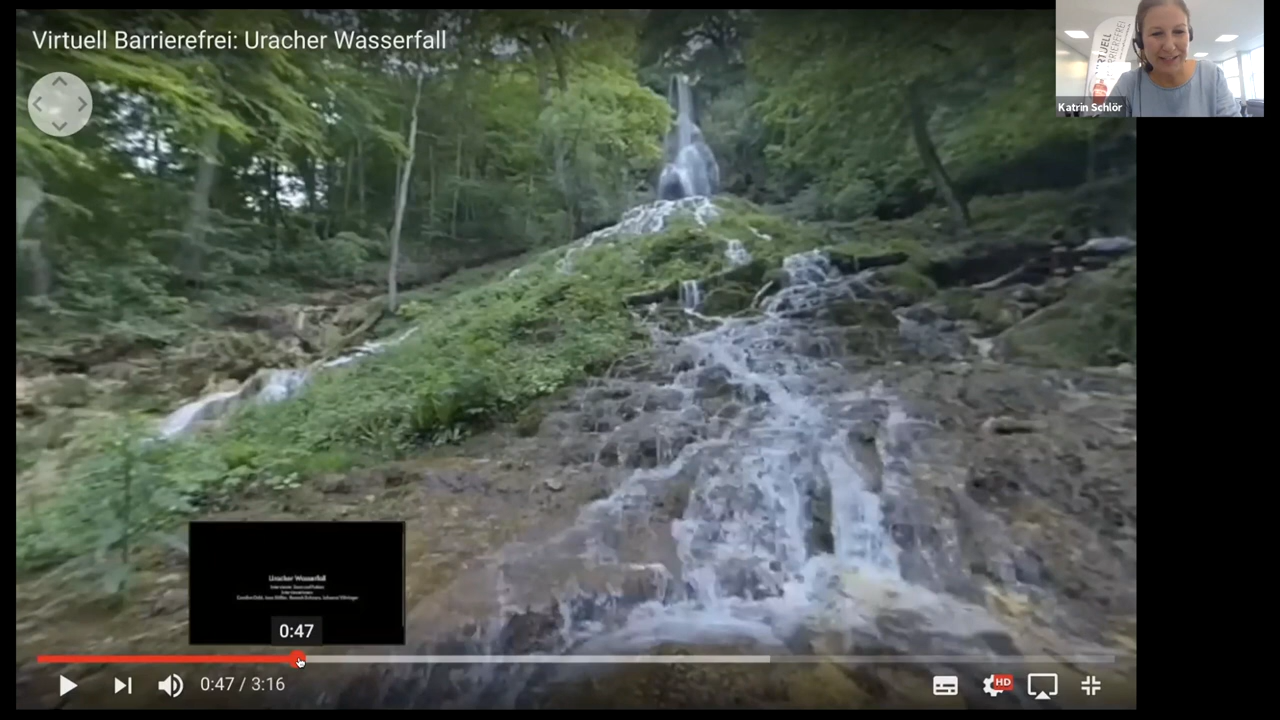 Virtuell Barrierefrei: Uracher Wasserfall
Katrin Schlör
Uracher Wasserfall
0:47
0:47 / 3:16
HD